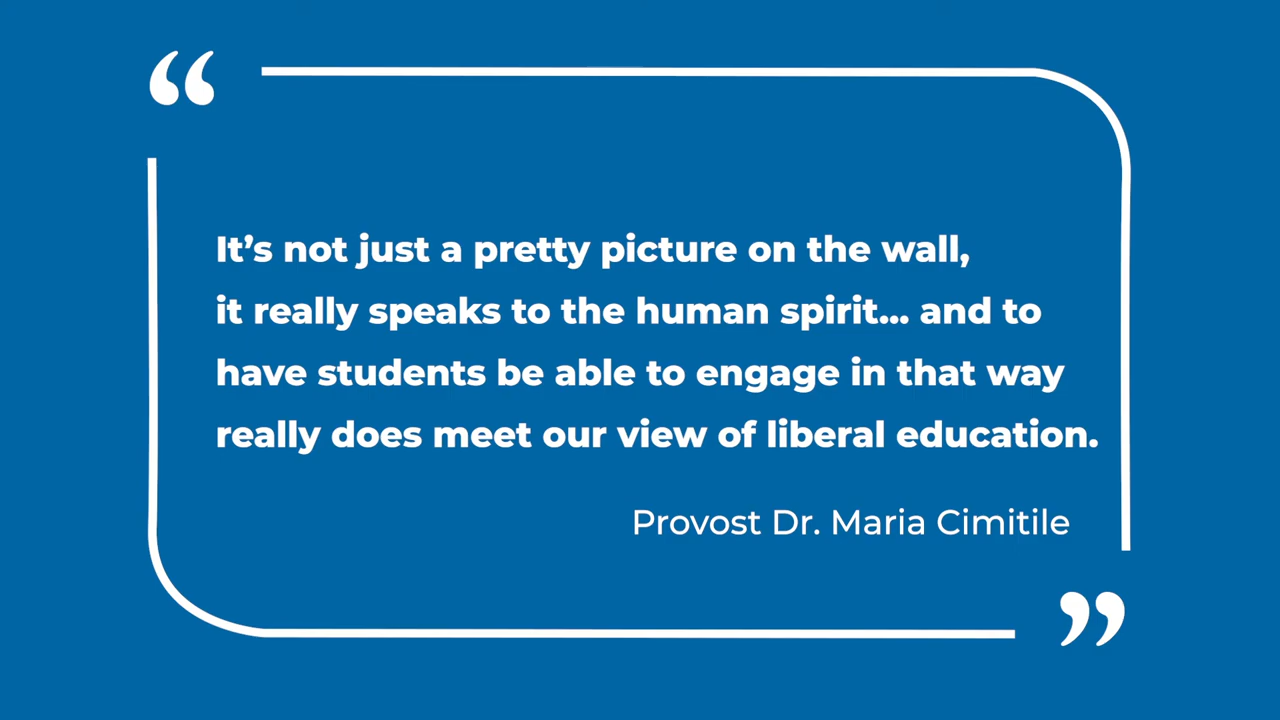 “
It’s not just a pretty picture on the wall,
it really speaks to the human spirit... and to
have students be able to engage in that way
really does meet our view of liberal education.
Provost Dr. Maria Cimitile
”